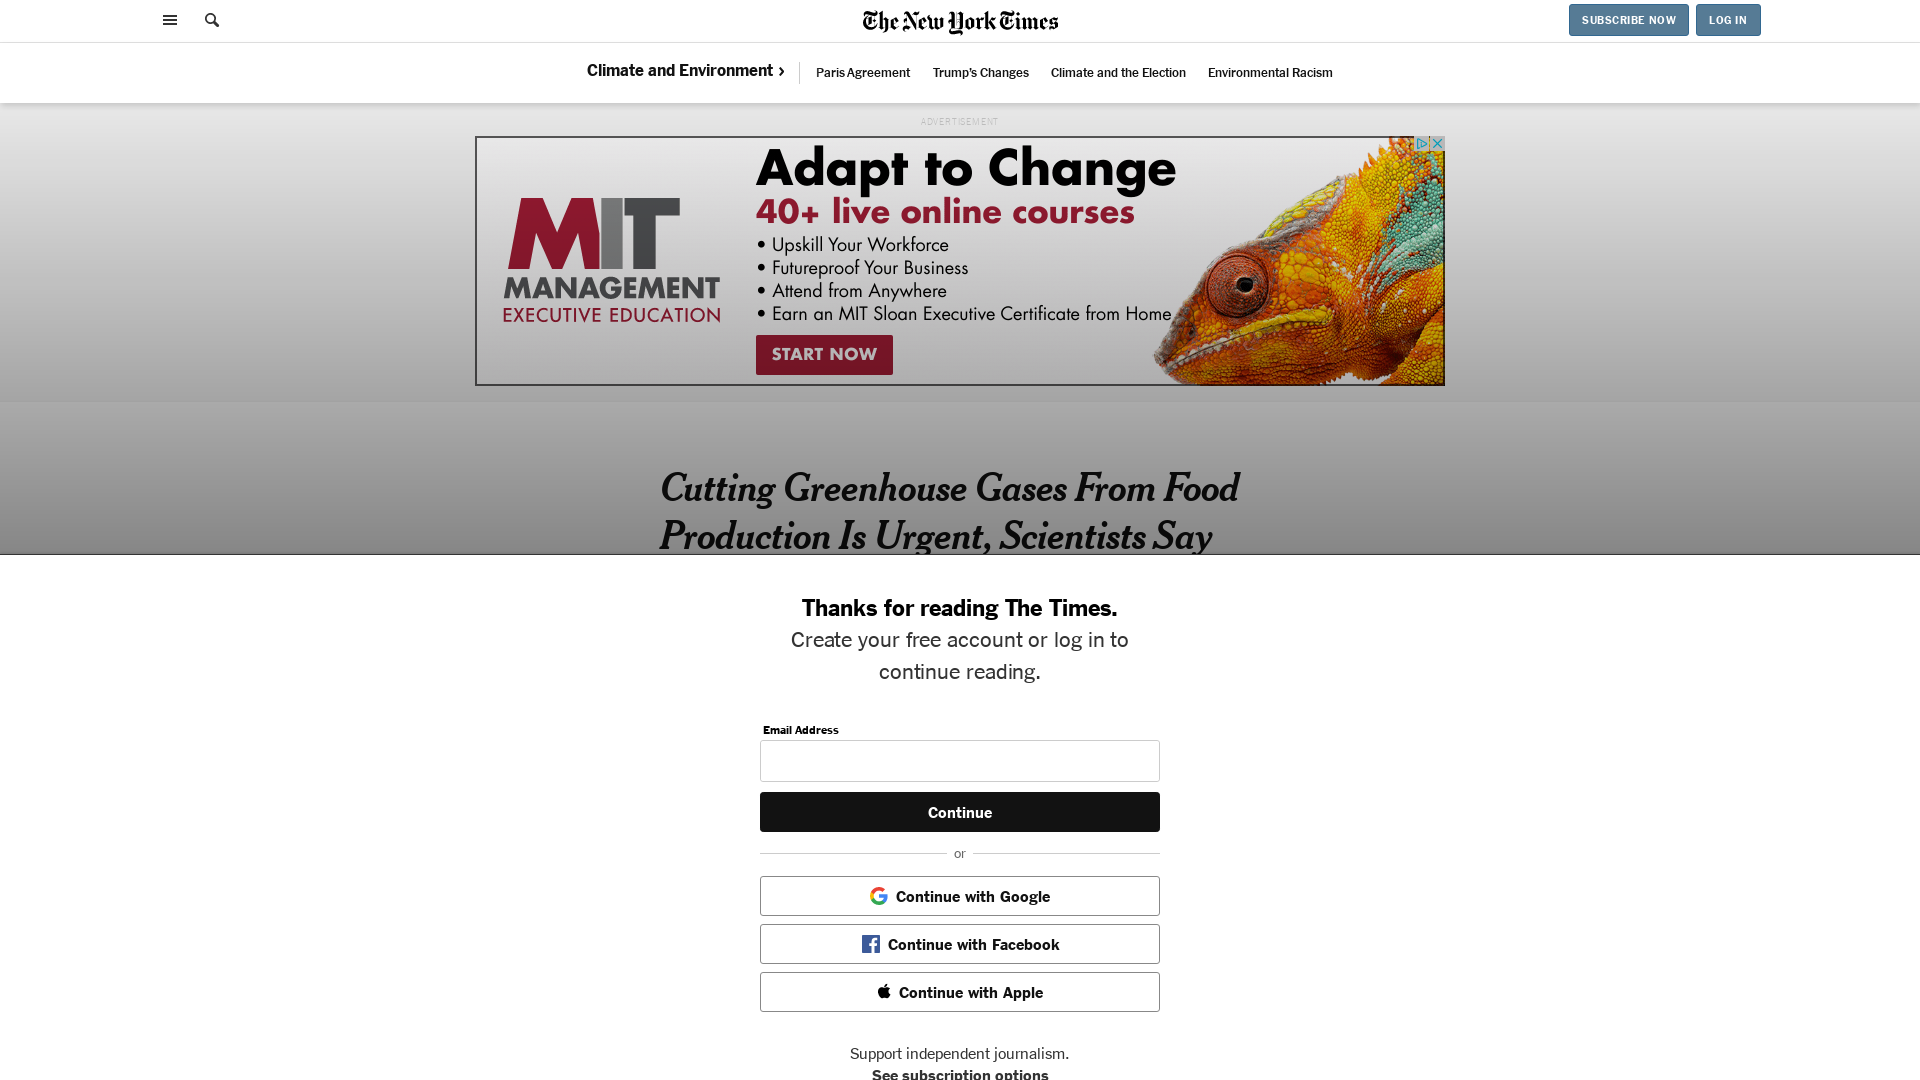 The New York Times
SUBSCRIBE NOW
LOG IN
Climate and Environment ›
Paris Agreement
Trump's Changes
Climate and the Election
Environmental Racism
ADVERTISEMENT
MIT
MANAGEMENT
EXECUTIVE EDUCATION
Adapt to Change
40+ live online courses
• Upskill Your Workforce
• Futureproof Your Business
• Attend from Anywhere
• Earn an MIT Sloan Executive Certificate from Home
START NOW
Cutting Greenhouse Gases From Food
Production Is Urgent, Scientists Say
Thanks for reading The Times.
Create your free account or log in to
continue reading.
Email Address
Continue
or
Continue with Google
Continue with Facebook
Continue with Apple
Support independent journalism.
See subscription options